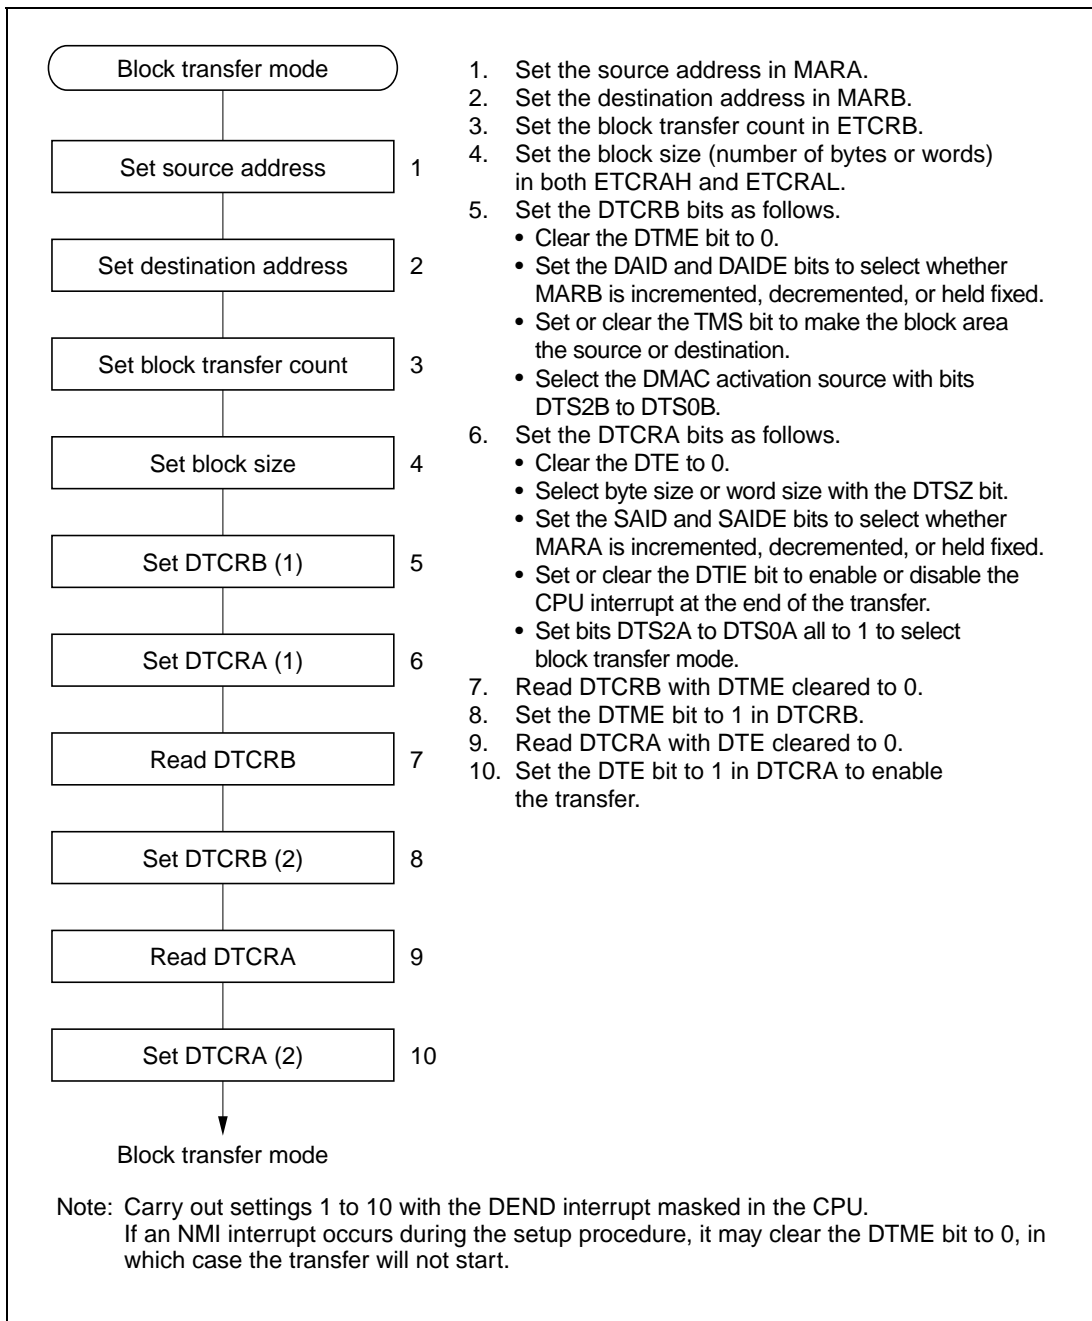 Block transfer mode
Set source address 1
Set destination address 2
Set block transfer count 3
Set block size 4
Set DTCRB (1) 5
Set DTCRA (1) 6
Read DTCRB 7
Set DTCRB (2) 8
Read DTCRA 9
Set DTCRA (2) 10
Block transfer mode
1. Set the source address in MARA.
2. Set the destination address in MARB.
3. Set the block transfer count in ETCRB.
4. Set the block size (number of bytes or words)
in both ETCRAH and ETCRAL.
5. Set the DTCRB bits as follows.
• Clear the DTME bit to 0.
• Set the DAID and DAIDE bits to select whether
MARB is incremented, decremented, or held fixed.
• Set or clear the TMS bit to make the block area
the source or destination.
• Select the DMAC activation source with bits
DTS2B to DTS0B.
6. Set the DTCRA bits as follows.
• Clear the DTE to 0.
• Select byte size or word size with the DTSZ bit.
• Set the SAID and SAIDE bits to select whether
MARA is incremented, decremented, or held fixed.
• Set or clear the DTIE bit to enable or disable the
CPU interrupt at the end of the transfer.
• Set bits DTS2A to DTS0A all to 1 to select
block transfer mode.
7. Read DTCRB with DTME cleared to 0.
8. Set the DTME bit to 1 in DTCRB.
9. Read DTCRA with DTE cleared to 0.
10. Set the DTE bit to 1 in DTCRA to enable
the transfer.
Note: Carry out settings 1 to 10 with the DEND interrupt masked in the CPU.
If an NMI interrupt occurs during the setup procedure, it may clear the DTME bit to 0, in
which case the transfer will not start.